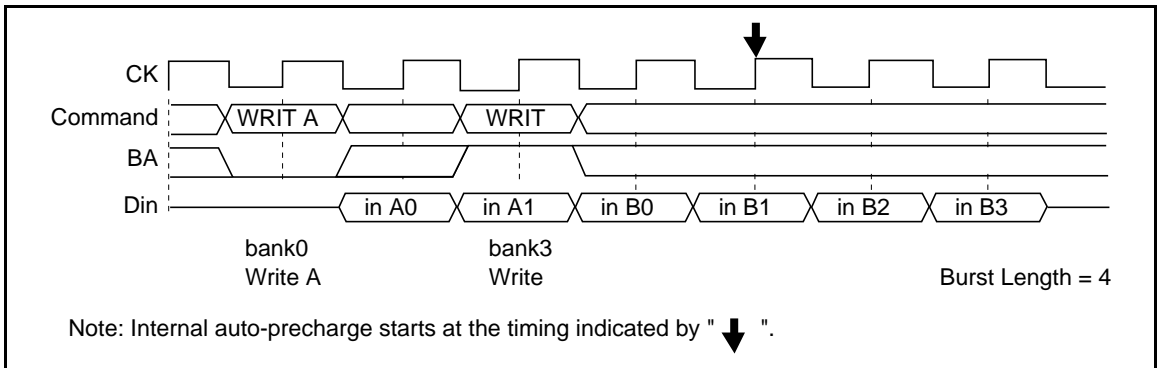 CK
Command WRIT A WRIT
BA
Din in A0 in A1 in B0 in B1 in B2 in B3
bank0 bank3
Write A Write Burst Length = 4
Note: Internal auto-precharge starts at the timing indicated by " ".